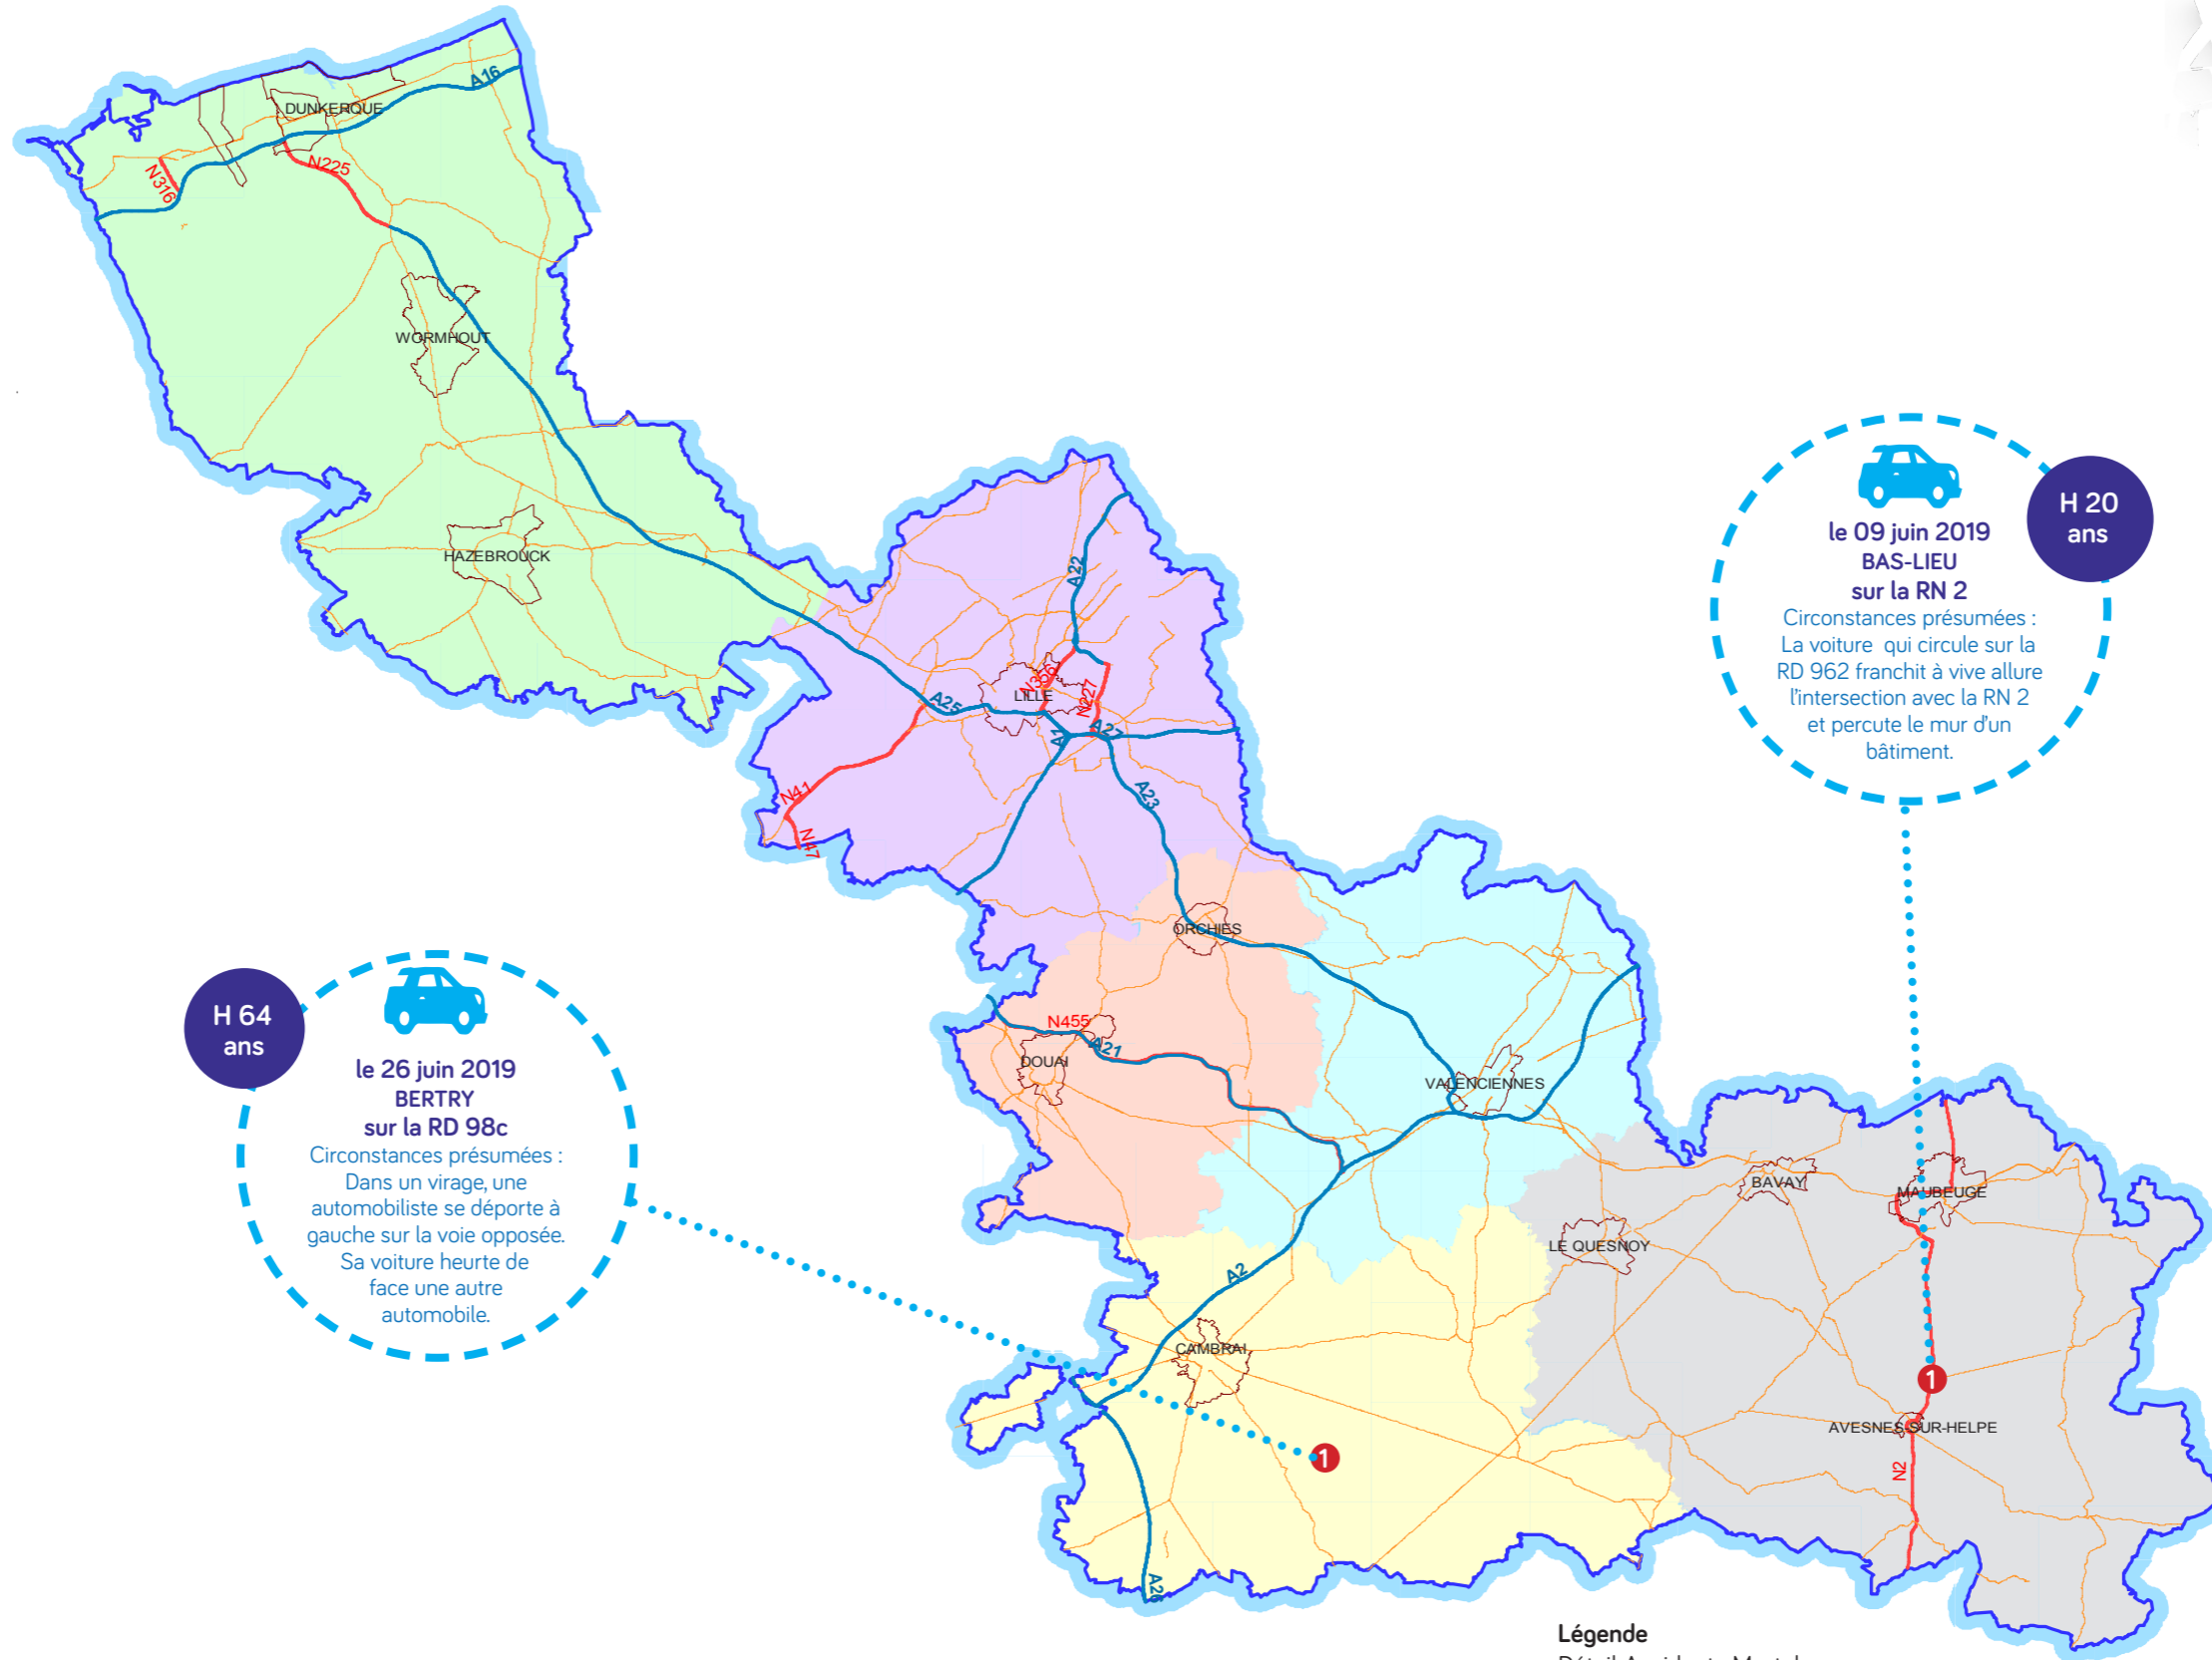 A16
DUNKERQUE
N225
N316
WORMHOUT
HAZEBROUCK
A22
N356
LILLE
N227
A25
A1
A27
A23
N41
N47
ORCHIES
N455
A21
DOUAI
VALENCIENNES
BAVAY
MAUBEUGE
LE QUESNOY
A2
CAMBRAI
1
1
AVESNES-SUR-HELPE
N2
A26
H 20
ans
le 09 juin 2019
BAS-LIEU
sur la RN 2
Circonstances présumées :
La voiture qui circule sur la
RD 962 franchit à vive allure
l'intersection avec la RN 2
et percute le mur d'un
bâtiment.
H 64
ans
le 26 juin 2019
BERTRY
sur la RD 98c
Circonstances présumées :
Dans un virage, une
automobiliste se déporte à
gauche sur la voie opposée.
Sa voiture heurte de
face une autre
automobile.
Légende